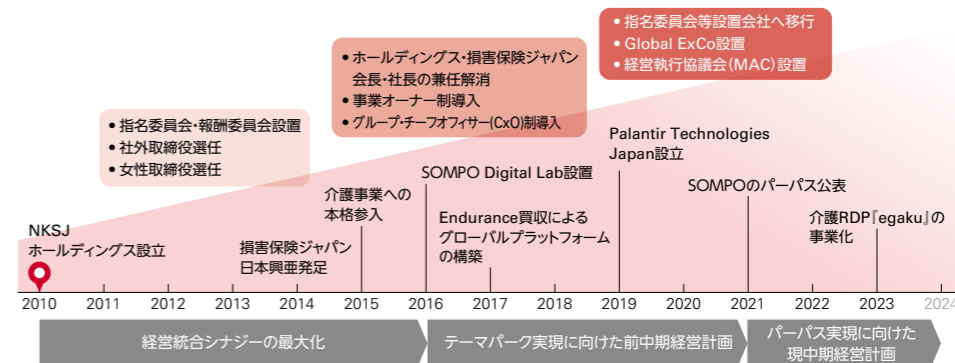 • 指名委員会等設置会社へ移行
• Global ExCo設置
• 経営執行協議会（MAC）設置
• ホールディングス・損害保険ジャパン
会長・社長の兼任解消
• 事業オーナー制導入
• グループ・チーフオフィサー(CxO)制導入
• 指名委員会・報酬委員会設置
• 社外取締役選任
• 女性取締役選任
NKSJ
ホールディングス設立
損害保険ジャパン
日本興亜発足
介護事業への
本格参入
SOMPO Digital Lab設置
Endurance買収による
グローバルプラットフォーム
の構築
Palantir Technologies
Japan設立
SOMPOのパーパス公表
介護RDP『egaku』の
事業化
2010 2011 2012 2013 2014 2015 2016 2017 2018 2019 2020 2021 2022 2023 2024
経営統合シナジーの最大化
テーマパーク実現に向けた前中期経営計画
パーパス実現に向けた
現中期経営計画